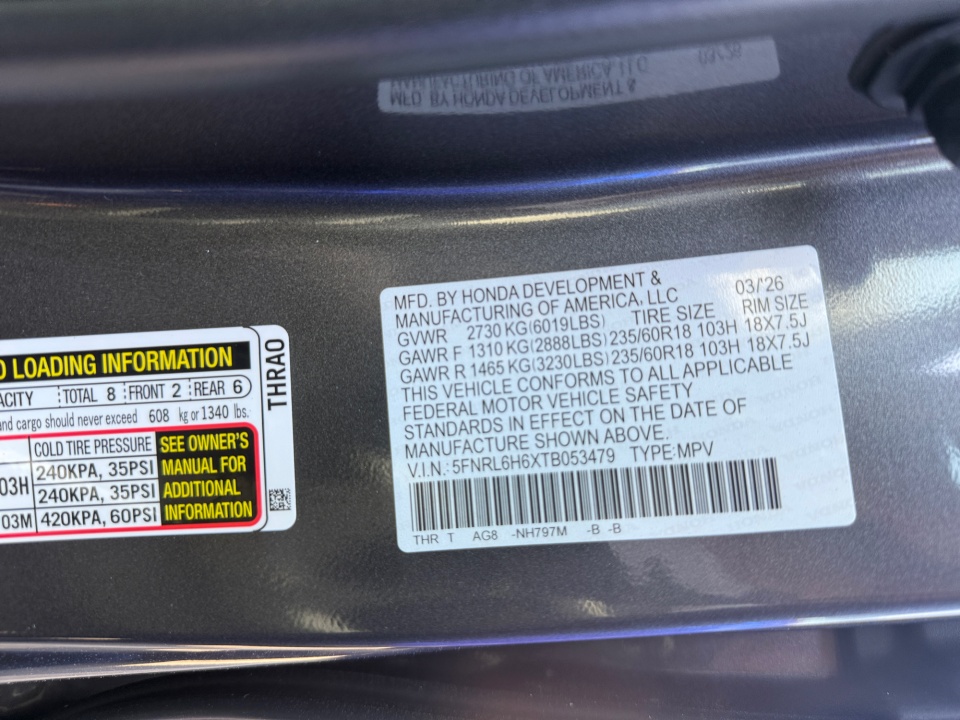 MFD. BY HONDA DEVELOPMENT &
MANUFACTURING OF AMERICA, LLC 03/'26
GVWR 2730 KG(6019LBS) TIRE SIZE RIM SIZE
GAWR F 1310 KG(2888LBS) 235/60R18 103H 18X7.5J
GAWR R 1465 KG(3230LBS) 235/60R18 103H 18X7.5J
THIS VEHICLE CONFORMS TO ALL APPLICABLE
FEDERAL MOTOR VEHICLE SAFETY
STANDARDS IN EFFECT ON THE DATE OF
MANUFACTURE SHOWN ABOVE.
V.I.N.: 5FNRL6H6XTB053479 TYPE:MPV
THR T AG8 -NH797M -B -B
LOADING INFORMATION
TOTAL 8 FRONT 2 REAR 6
and cargo should never exceed 608 kg or 1340 lbs.
COLD TIRE PRESSURE
03H 240KPA, 35PSI
240KPA, 35PSI
03M 420KPA, 60PSI
SEE OWNER'S
MANUAL FOR
ADDITIONAL
INFORMATION
THRAO
MFD. BY HONDA DEVELOPMENT &
MANUFACTURING OF AMERICA, LLC 03/'26